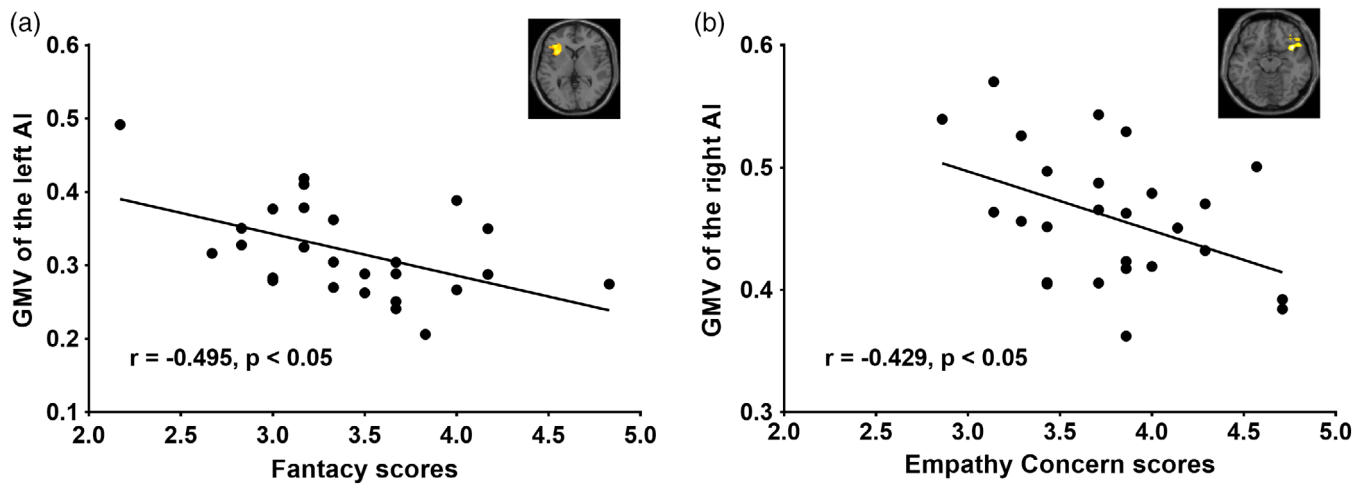 (a)
0.6
0.5
0.4
0.3
0.2
0.1
GMV of the left AI
r = -0.495, p < 0.05
2.0 2.5 3.0 3.5 4.0 4.5 5.0
Fantacy scores
(b)
0.6
0.5
0.4
0.3
GMV of the right AI
r = -0.429, p < 0.05
2.0 2.5 3.0 3.5 4.0 4.5 5.0
Empathy Concern scores